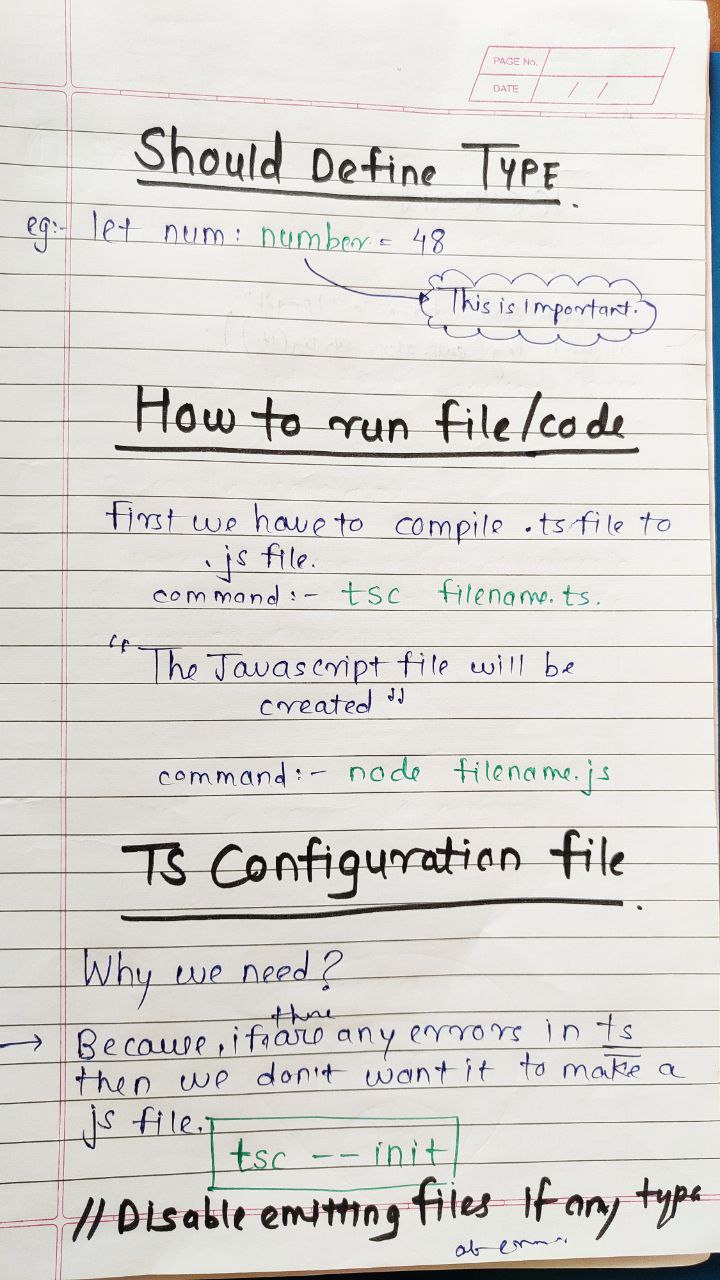 PAGE No.
DATE / /
Should Define TYPE.
eg:- let num: number = 48
This is Important.
How to run file/code
first we have to compile .ts file to
.js file.
command :- tsc filename.ts.
"The Javascript file will be
created"
command :- node filename.js
TS Configuration file.
Why we need?
there
→ Because, if are any errors in ts
then we don't want it to make a
js file.
tsc --init
//Disable emitting files if any type